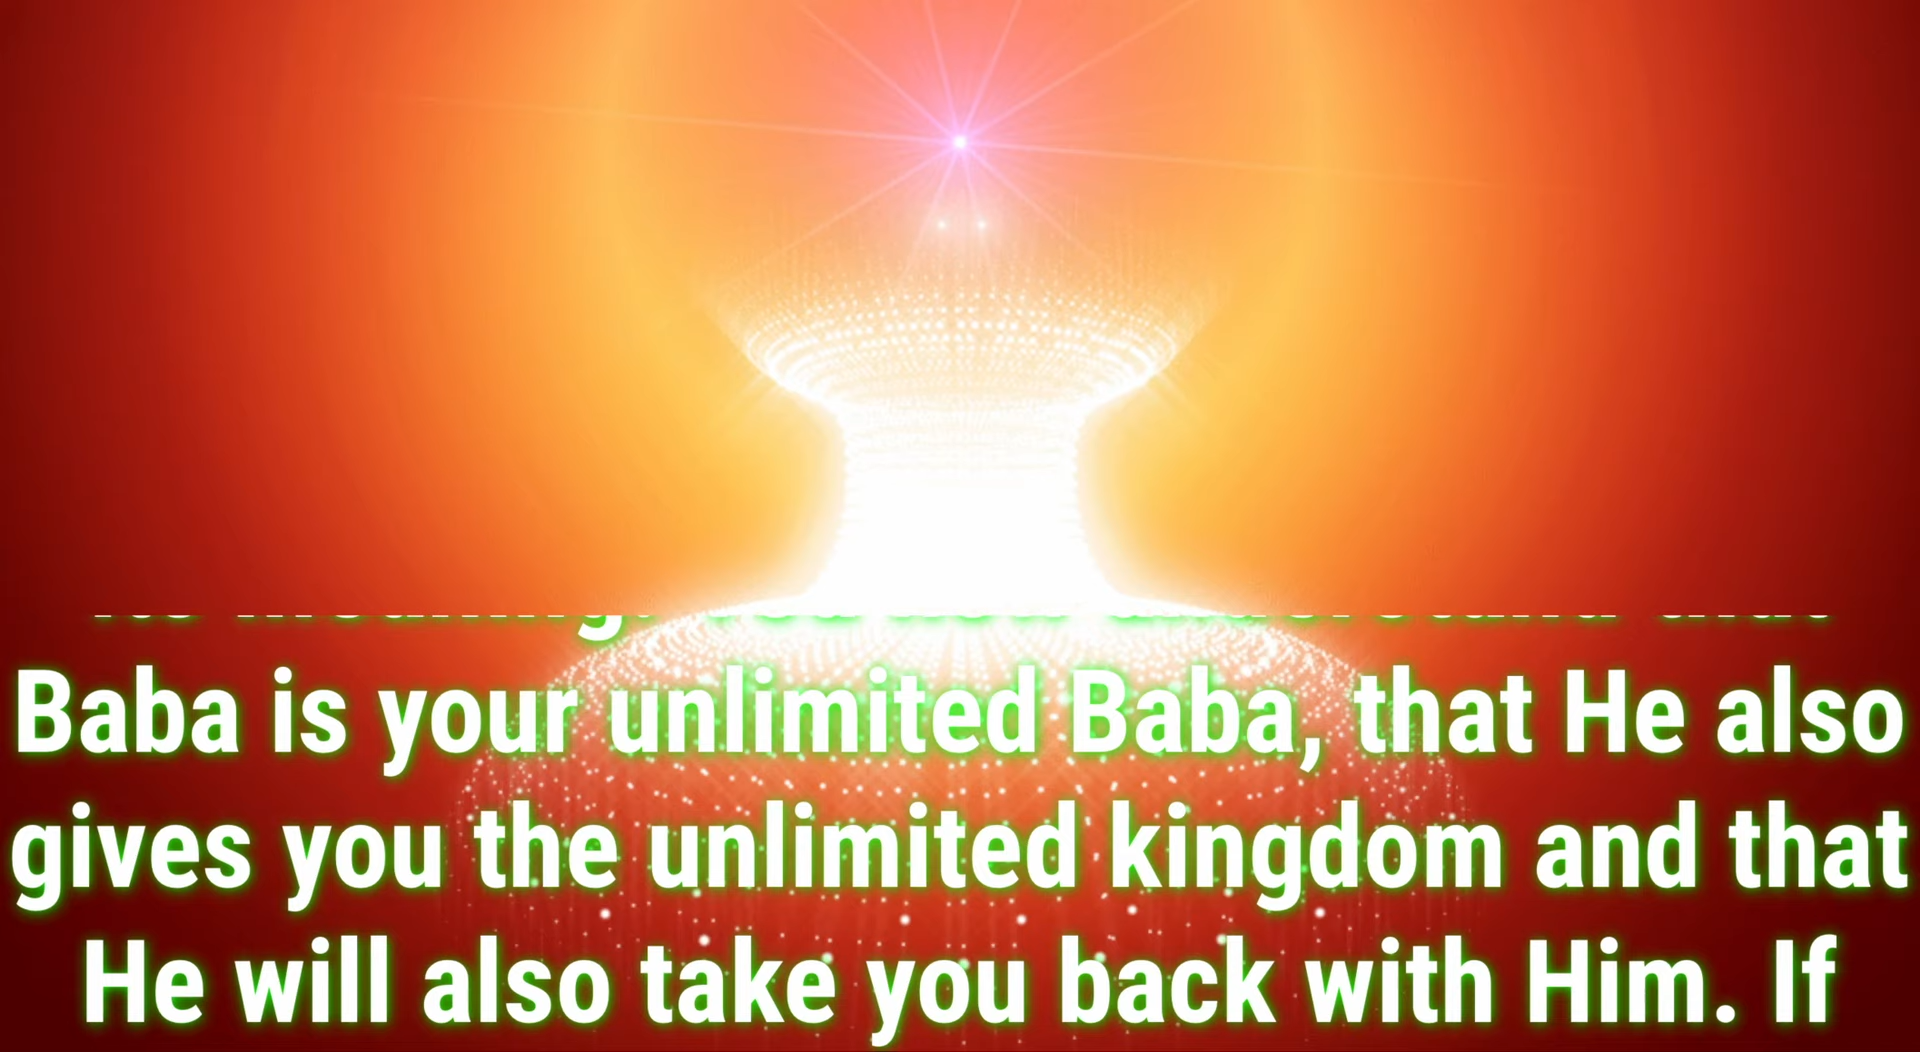 Baba is your unlimited Baba, that He also
gives you the unlimited kingdom and that
He will also take you back with Him. If